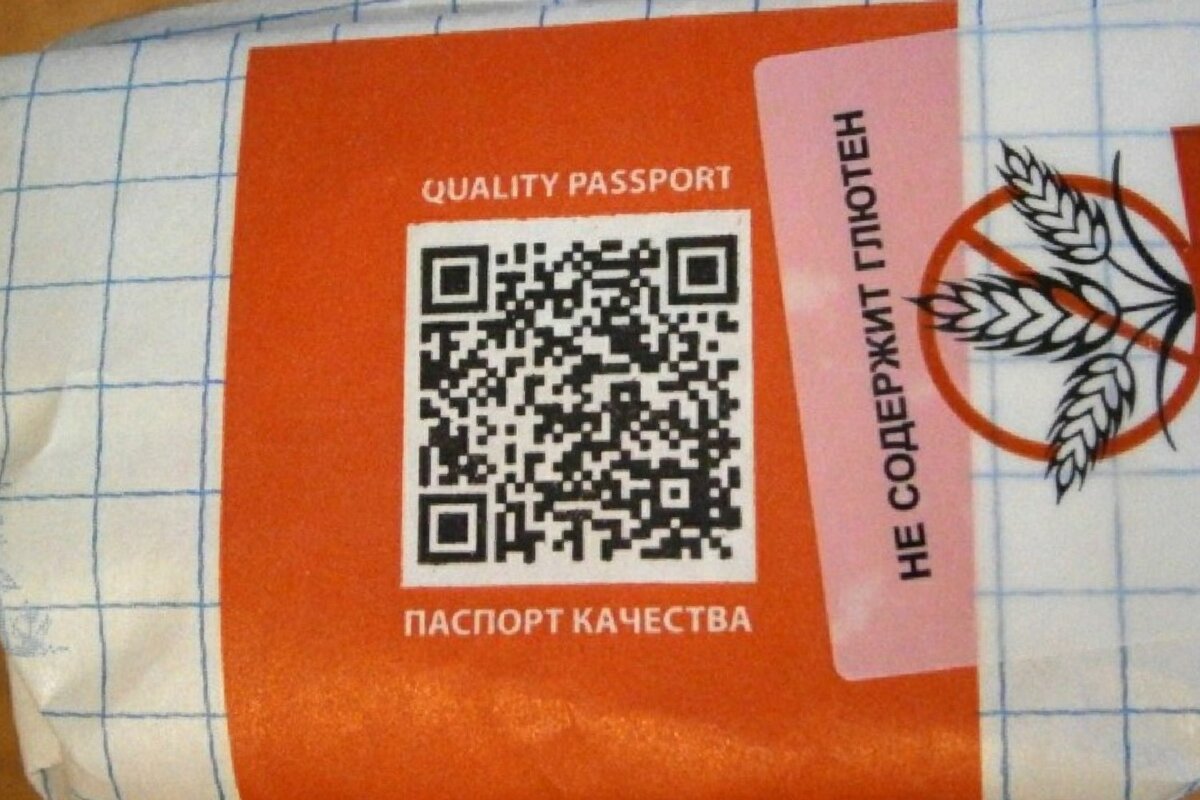 QUALITY PASSPORT
ПАСПОРТ КАЧЕСТВА
НЕ СОДЕРЖИТ ГЛЮТЕН